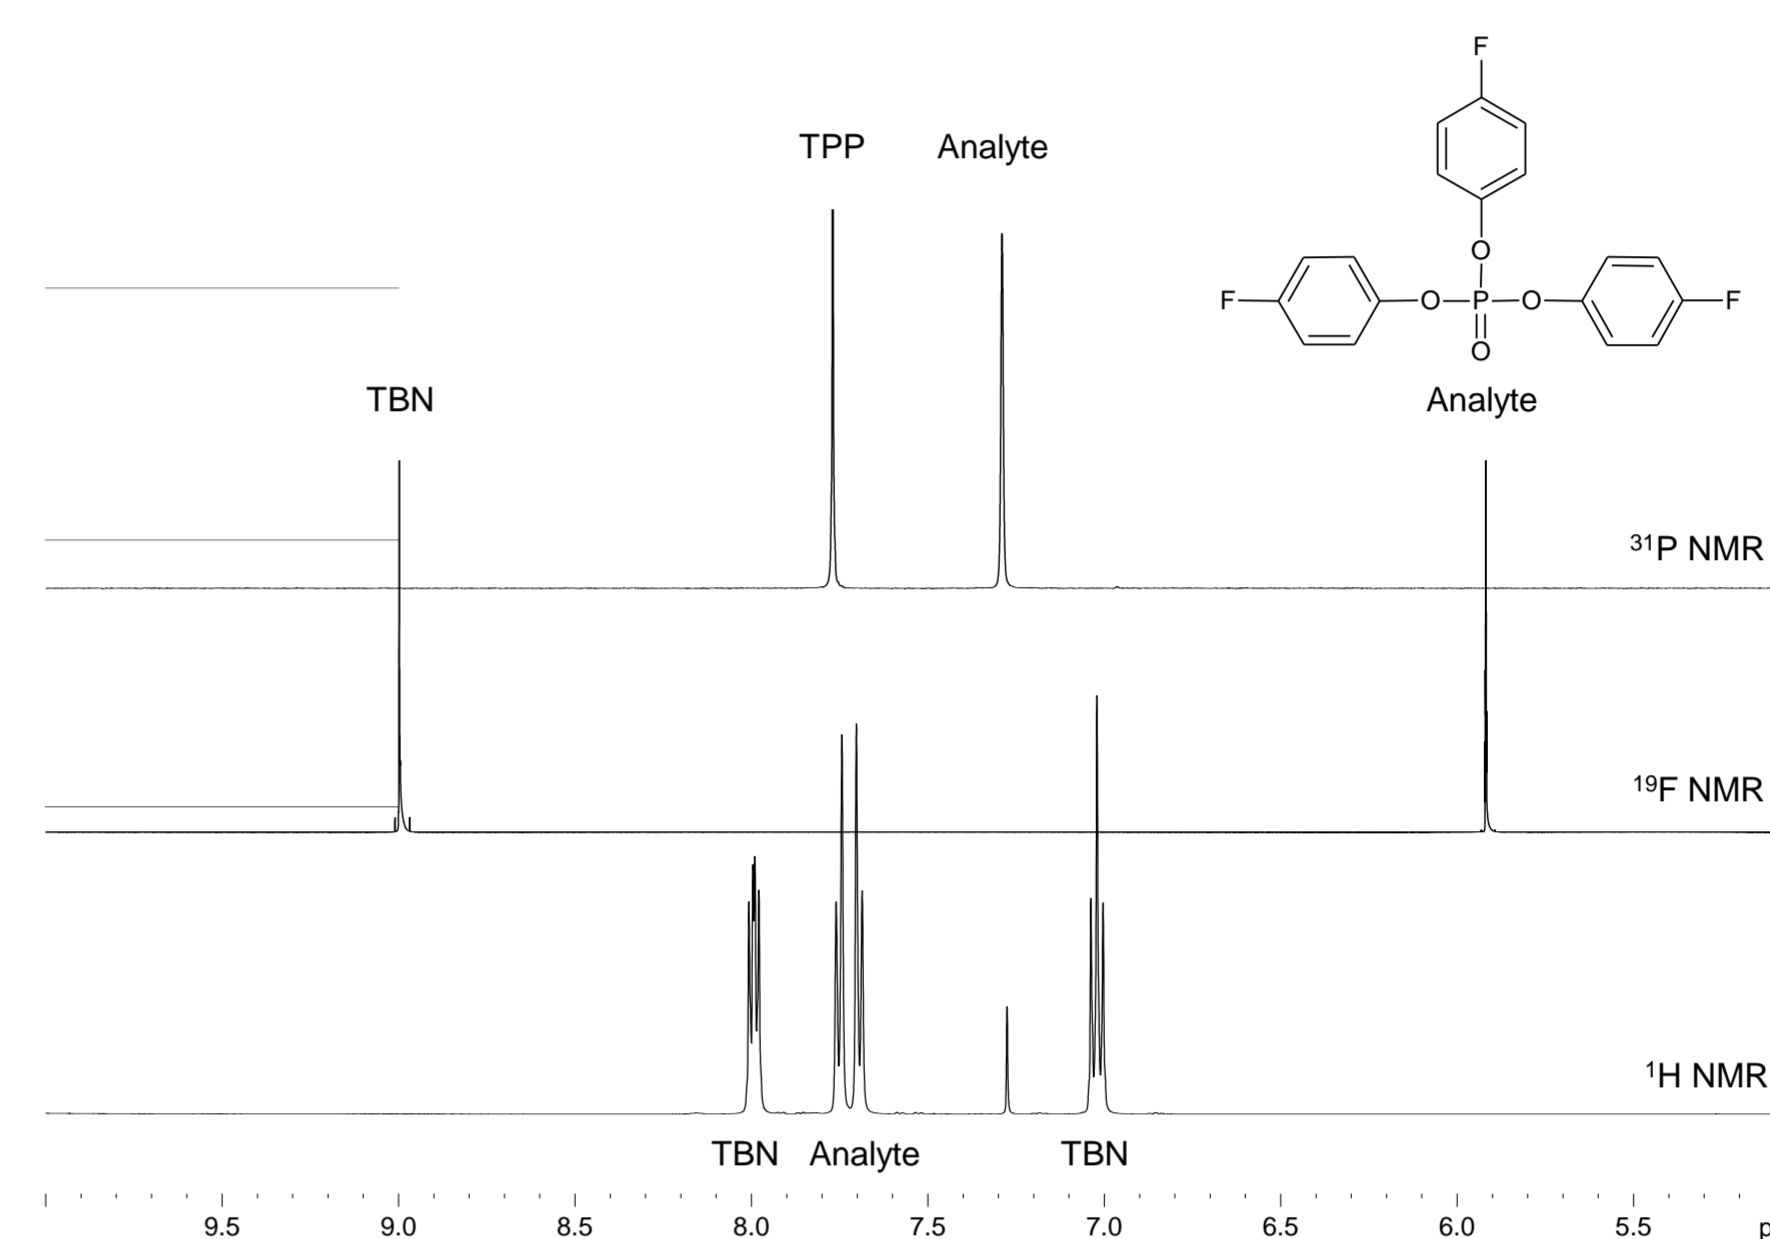 F
TPP Analyte
O
F O P O F
O
TBN Analyte
³¹P NMR
¹⁹F NMR
¹H NMR
TBN Analyte TBN
9.5 9.0 8.5 8.0 7.5 7.0 6.5 6.0 5.5 p